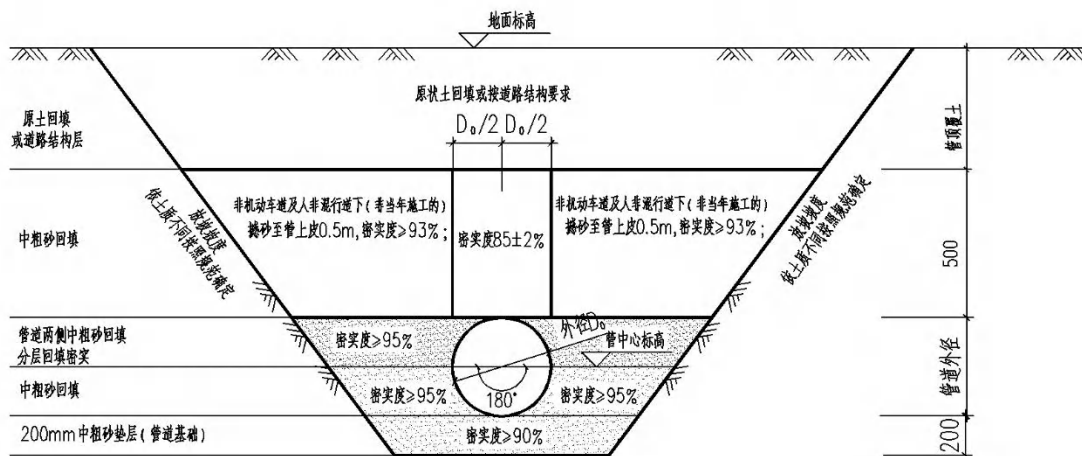 地面标高
原状土回填或按道路结构要求
D₀/2 D₀/2
原土回填
或道路结构层
管顶覆土
放坡坡度
依土质不同按照规范确定
非机动车道及人非混行道下(若当年施工的)
撼砂至管上皮0.5m,密实度≥93%;
密实度85±2%
非机动车道及人非混行道下(若当年施工的)
撼砂至管上皮0.5m,密实度≥93%;
放坡坡度
依土质不同按照规范确定
中粗砂回填
500
管道两侧中粗砂回填
分层回填密实
密实度≥95%
外径D₀
管中心标高
管道外径
中粗砂回填
密实度≥95%
180°
密实度≥95%
200mm中粗砂垫层(管道基础)
密实度≥90%
200